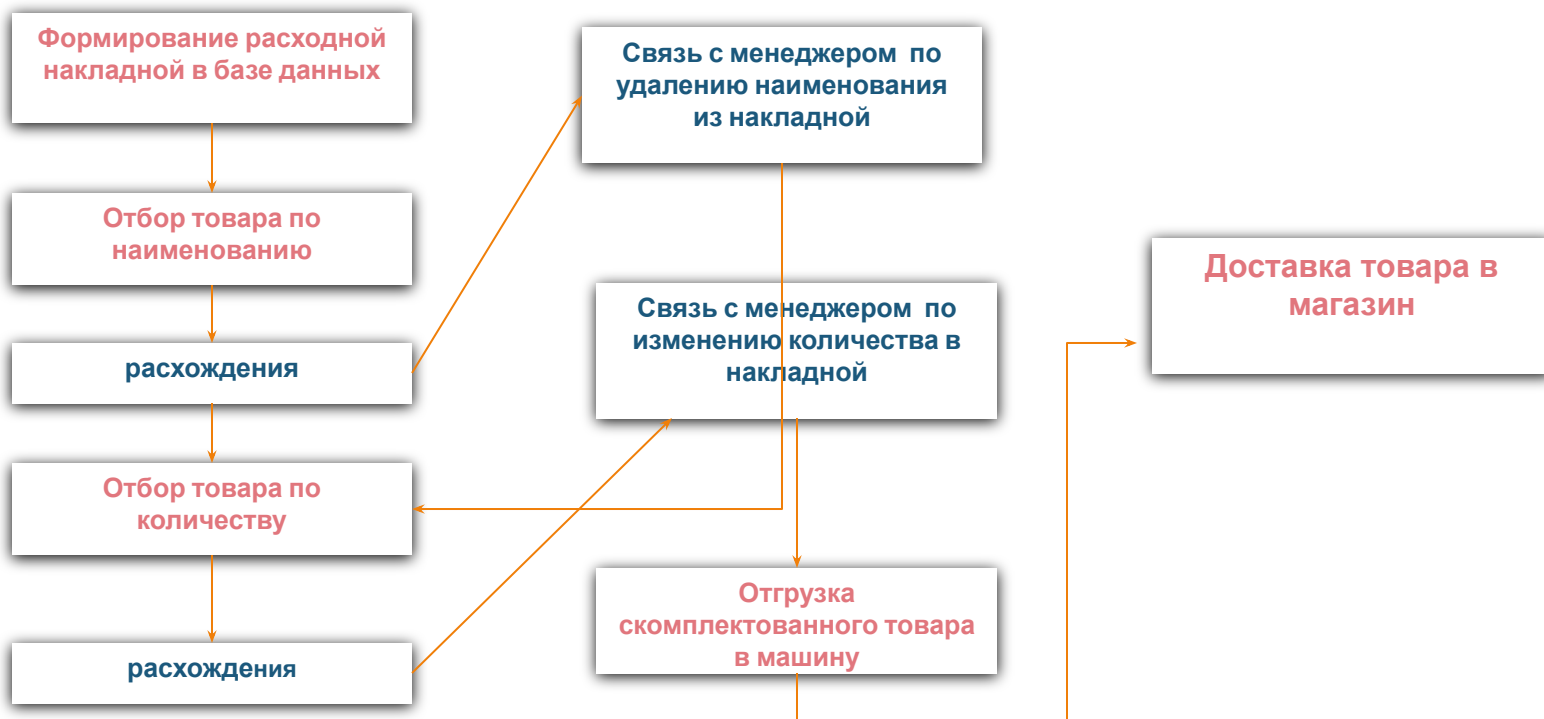 Формирование расходной
накладной в базе данных
Отбор товара по
наименованию
расхождения
Отбор товара по
количеству
расхождения
Связь с менеджером по
удалению наименования
из накладной
Связь с менеджером по
изменению количества в
накладной
Отгрузка
скомплектованного товара
в машину
Доставка товара в
магазин